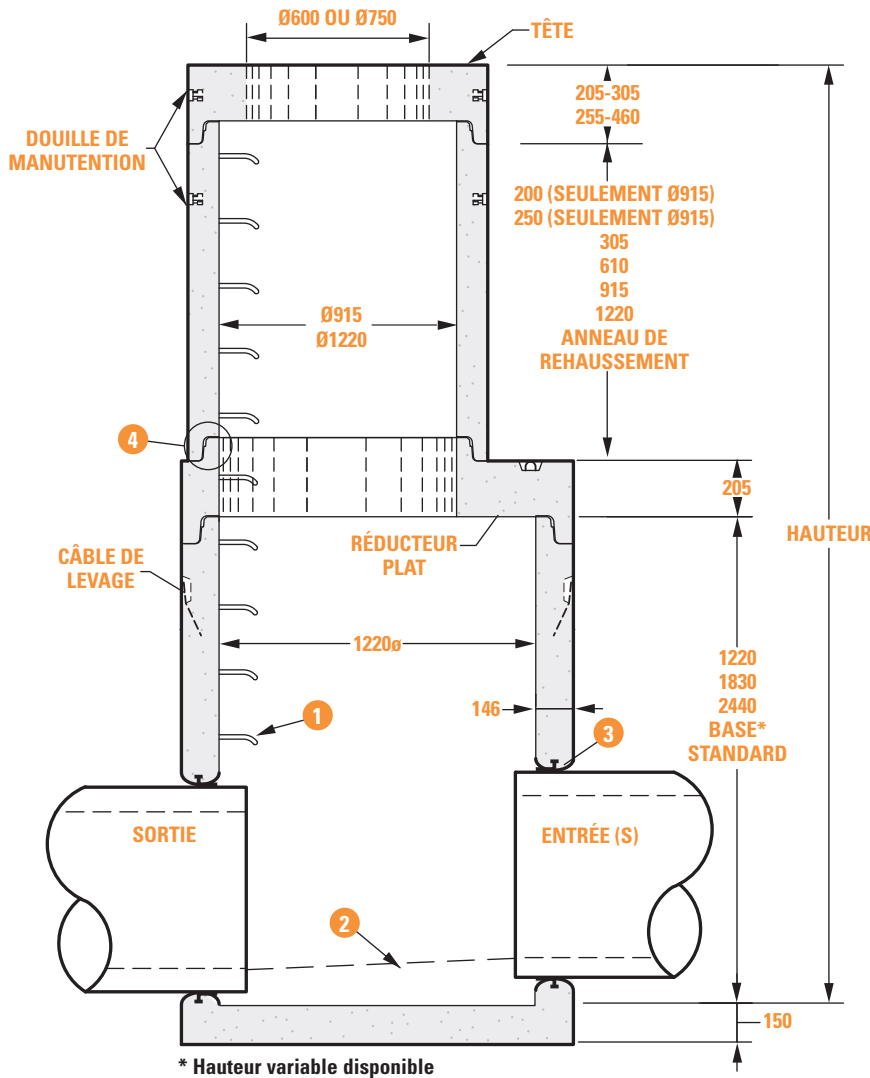 Ø600 OU Ø750
TÊTE
205-305
255-460
DOUILLE DE
MANUTENTION
200 (SEULEMENT Ø915)
250 (SEULEMENT Ø915)
305
610
915
1220
ANNEAU DE
REHAUSSEMENT
Ø915
Ø1220
4
205
HAUTEUR
RÉDUCTEUR
PLAT
CÂBLE DE
LEVAGE
1220ø
1220
1830
2440
BASE*
STANDARD
146
1
3
SORTIE
ENTRÉE (S)
2
150
* Hauteur variable disponible